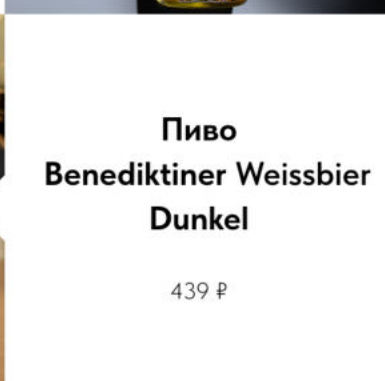 Пиво
Benediktiner Weissbier
Dunkel
439 ₽